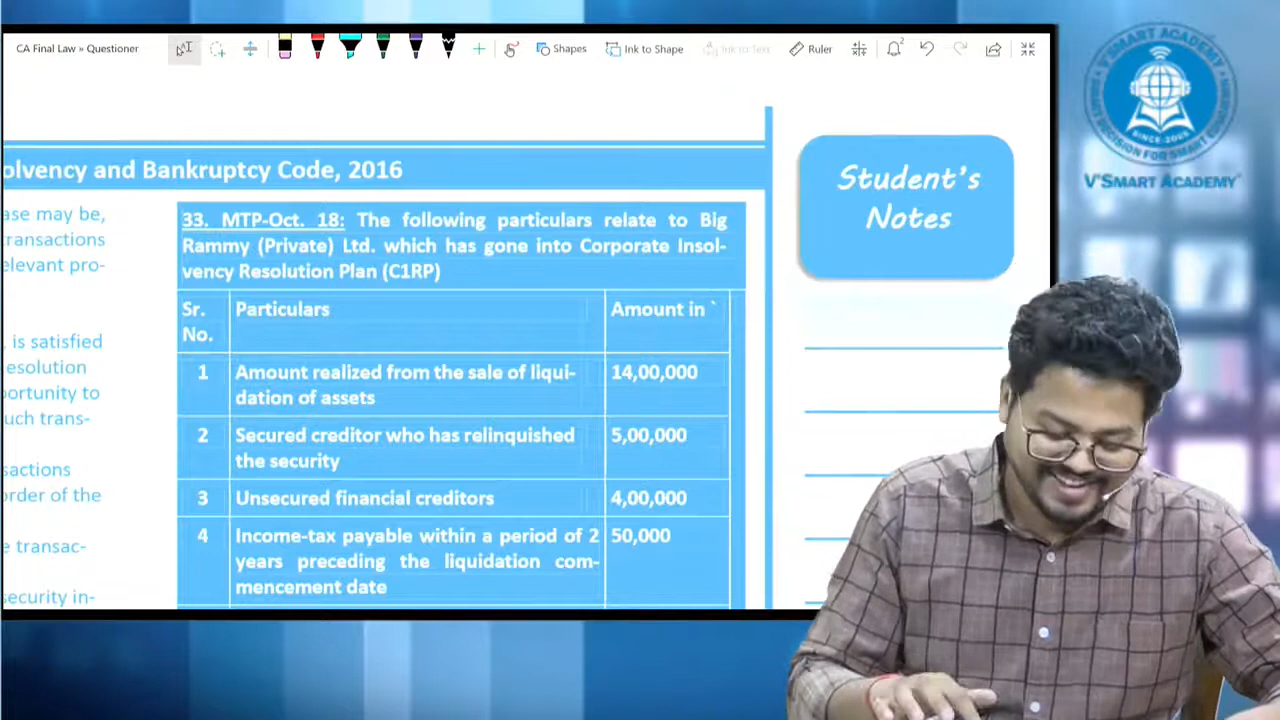 CA Final Law » Questioner
Shapes
Ink to Shape
Ink to Text
Ruler
olvency and Bankruptcy Code, 2016
ase may be,
transactions
elevant pro-
, is satisfied
esolution
portunity to
uch trans-
sactions
order of the
e transac-
security in-
33. MTP-Oct. 18: The following particulars relate to Big
Rammy (Private) Ltd. which has gone into Corporate Insol-
vency Resolution Plan (C1RP)
Sr. No. Particulars Amount in `
1 Amount realized from the sale of liqui- 14,00,000
dation of assets
2 Secured creditor who has relinquished 5,00,000
the security
3 Unsecured financial creditors 4,00,000
4 Income-tax payable within a period of 2 50,000
years preceding the liquidation com-
mencement date
Student's
Notes
V'SMART ACADEMY
SINCE 2005
V'SMART ACADEMY